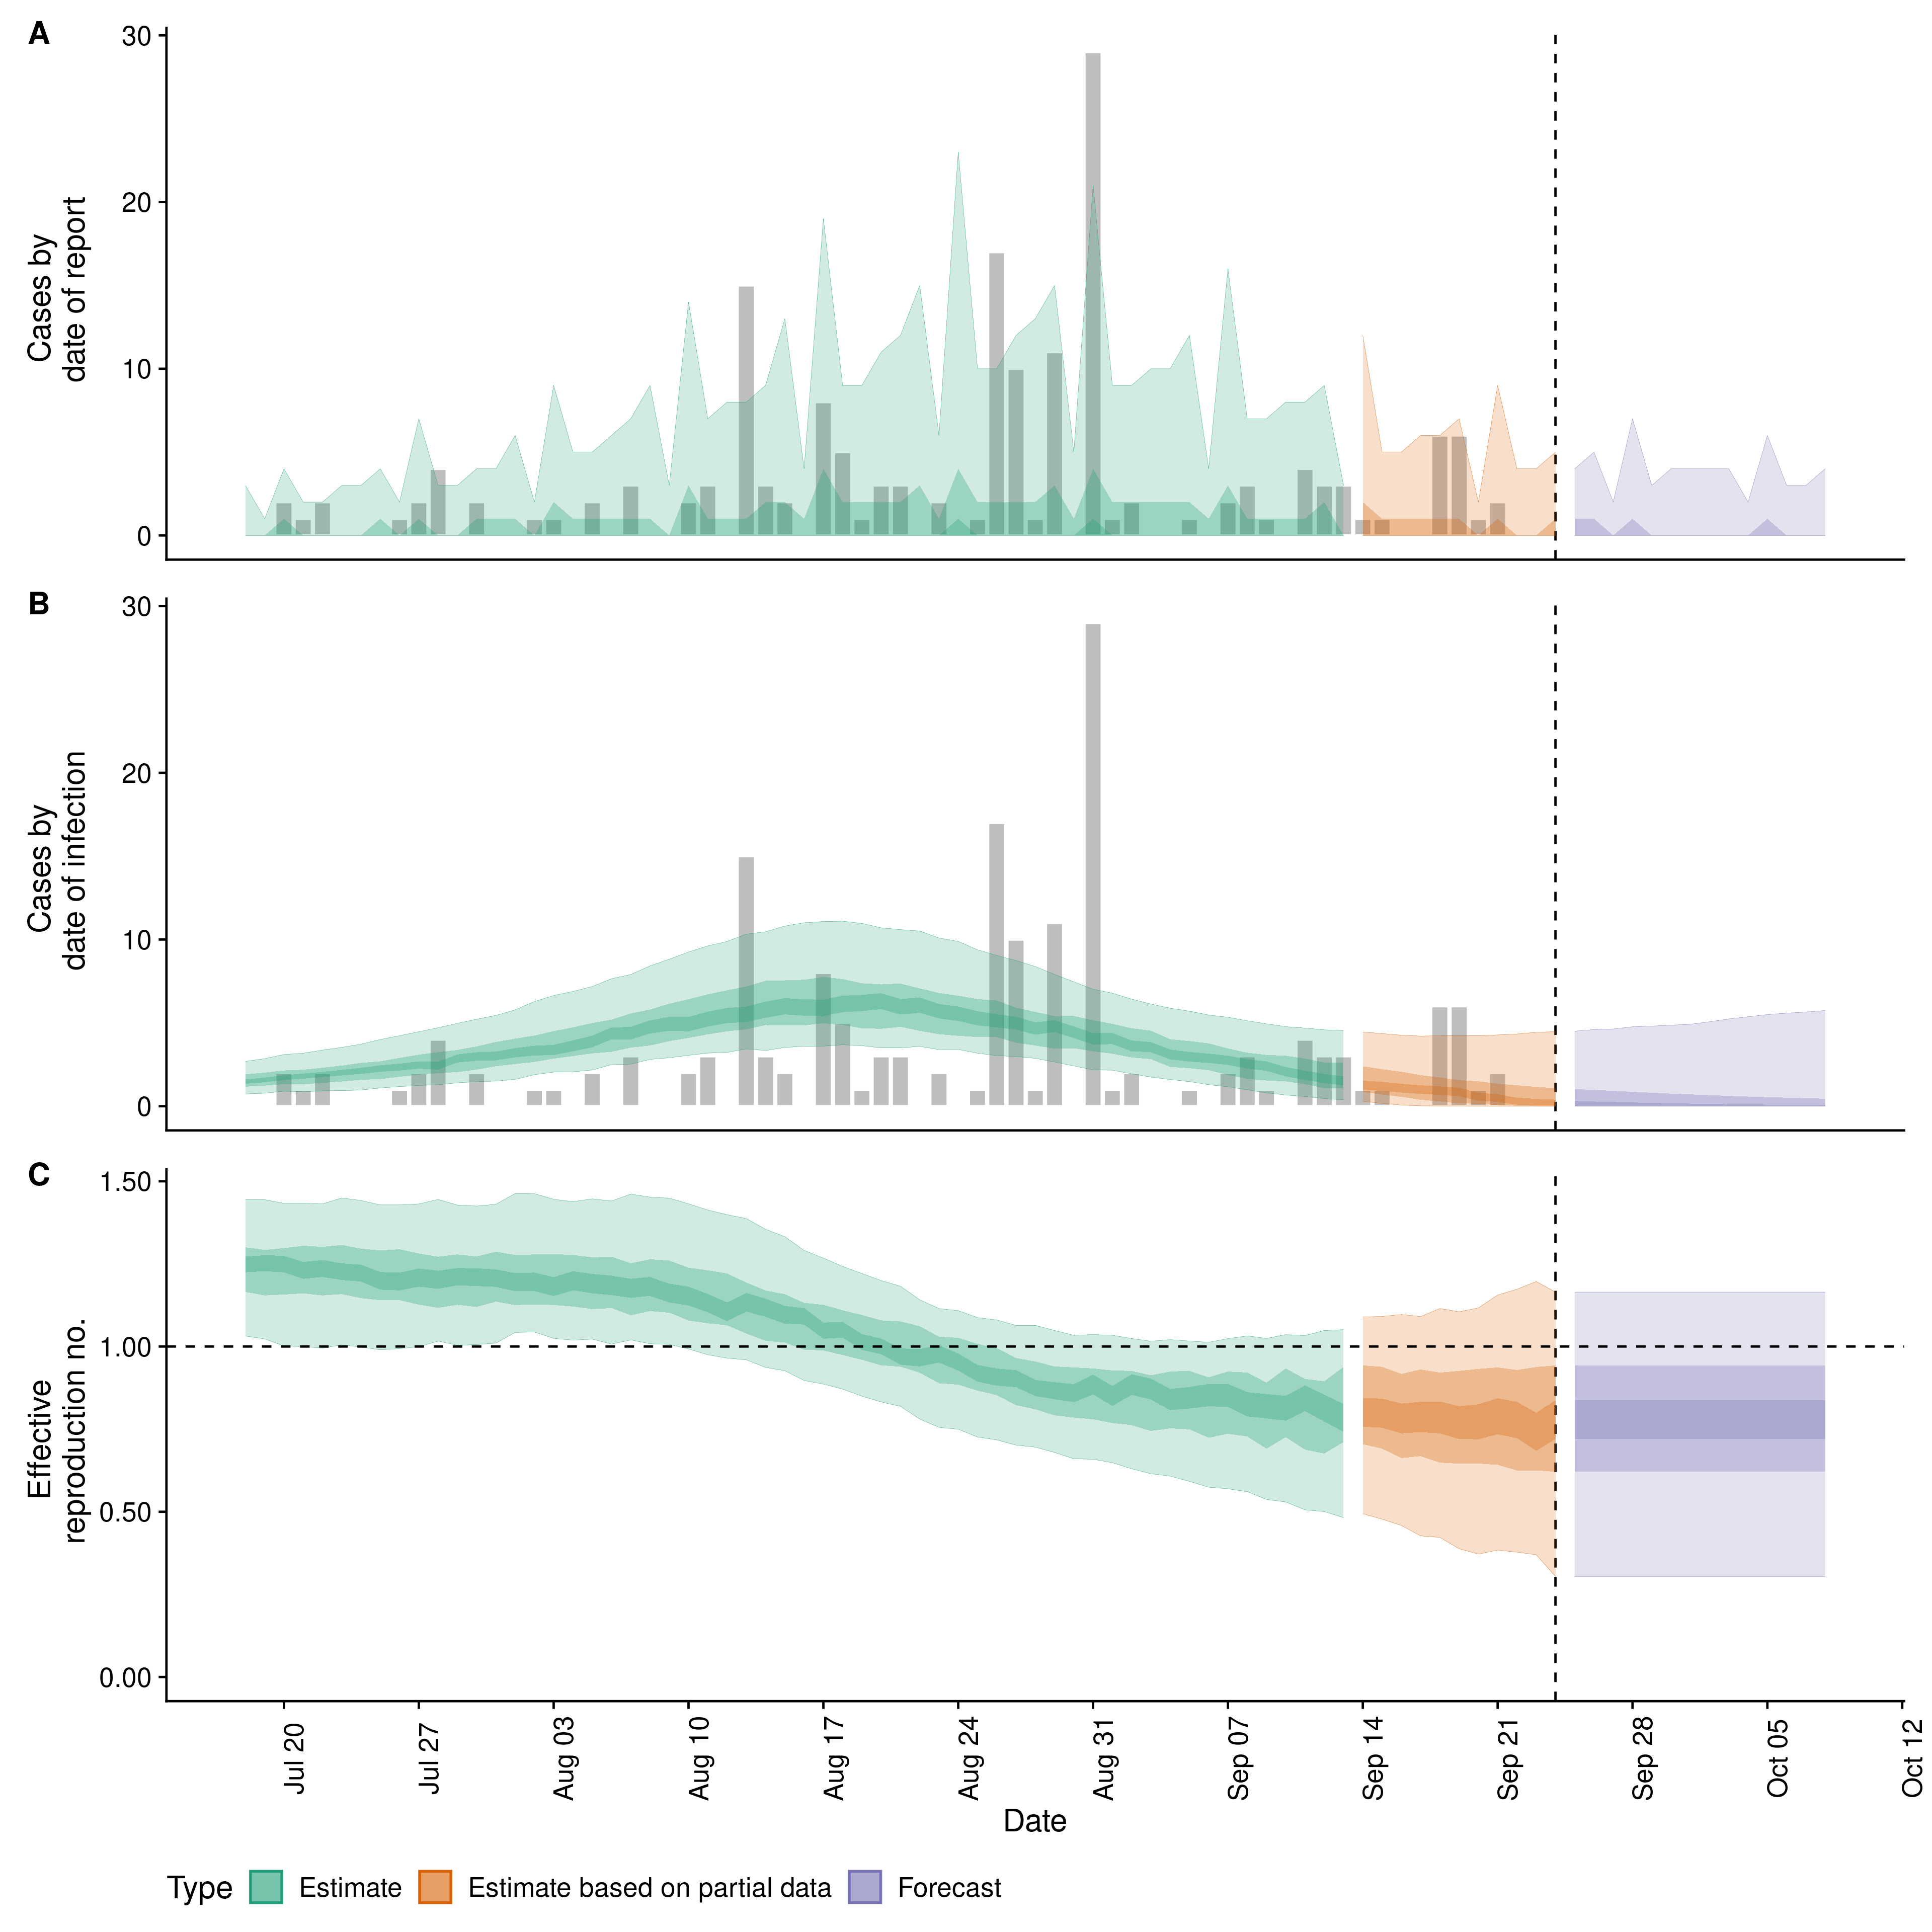 A
30
20
10
0
Cases by
date of report
B
30
20
10
0
Cases by
date of infection
C
1.50
1.00
0.50
0.00
Effective
reproduction no.
Jul 20
Jul 27
Aug 03
Aug 10
Aug 17
Aug 24
Aug 31
Sep 07
Sep 14
Sep 21
Sep 28
Oct 05
Oct 12
Date
Type Estimate Estimate based on partial data Forecast